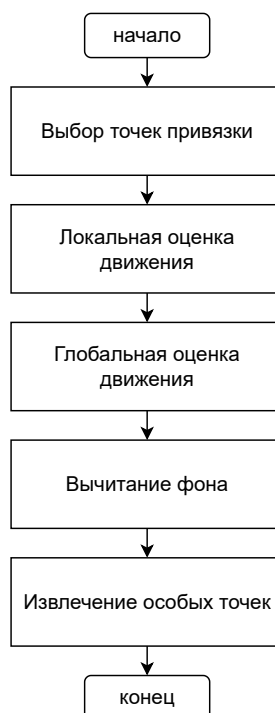 начало
Выбор точек привязки
Локальная оценка
движения
Глобальная оценка
движения
Вычитание фона
Извлечение особых точек
конец